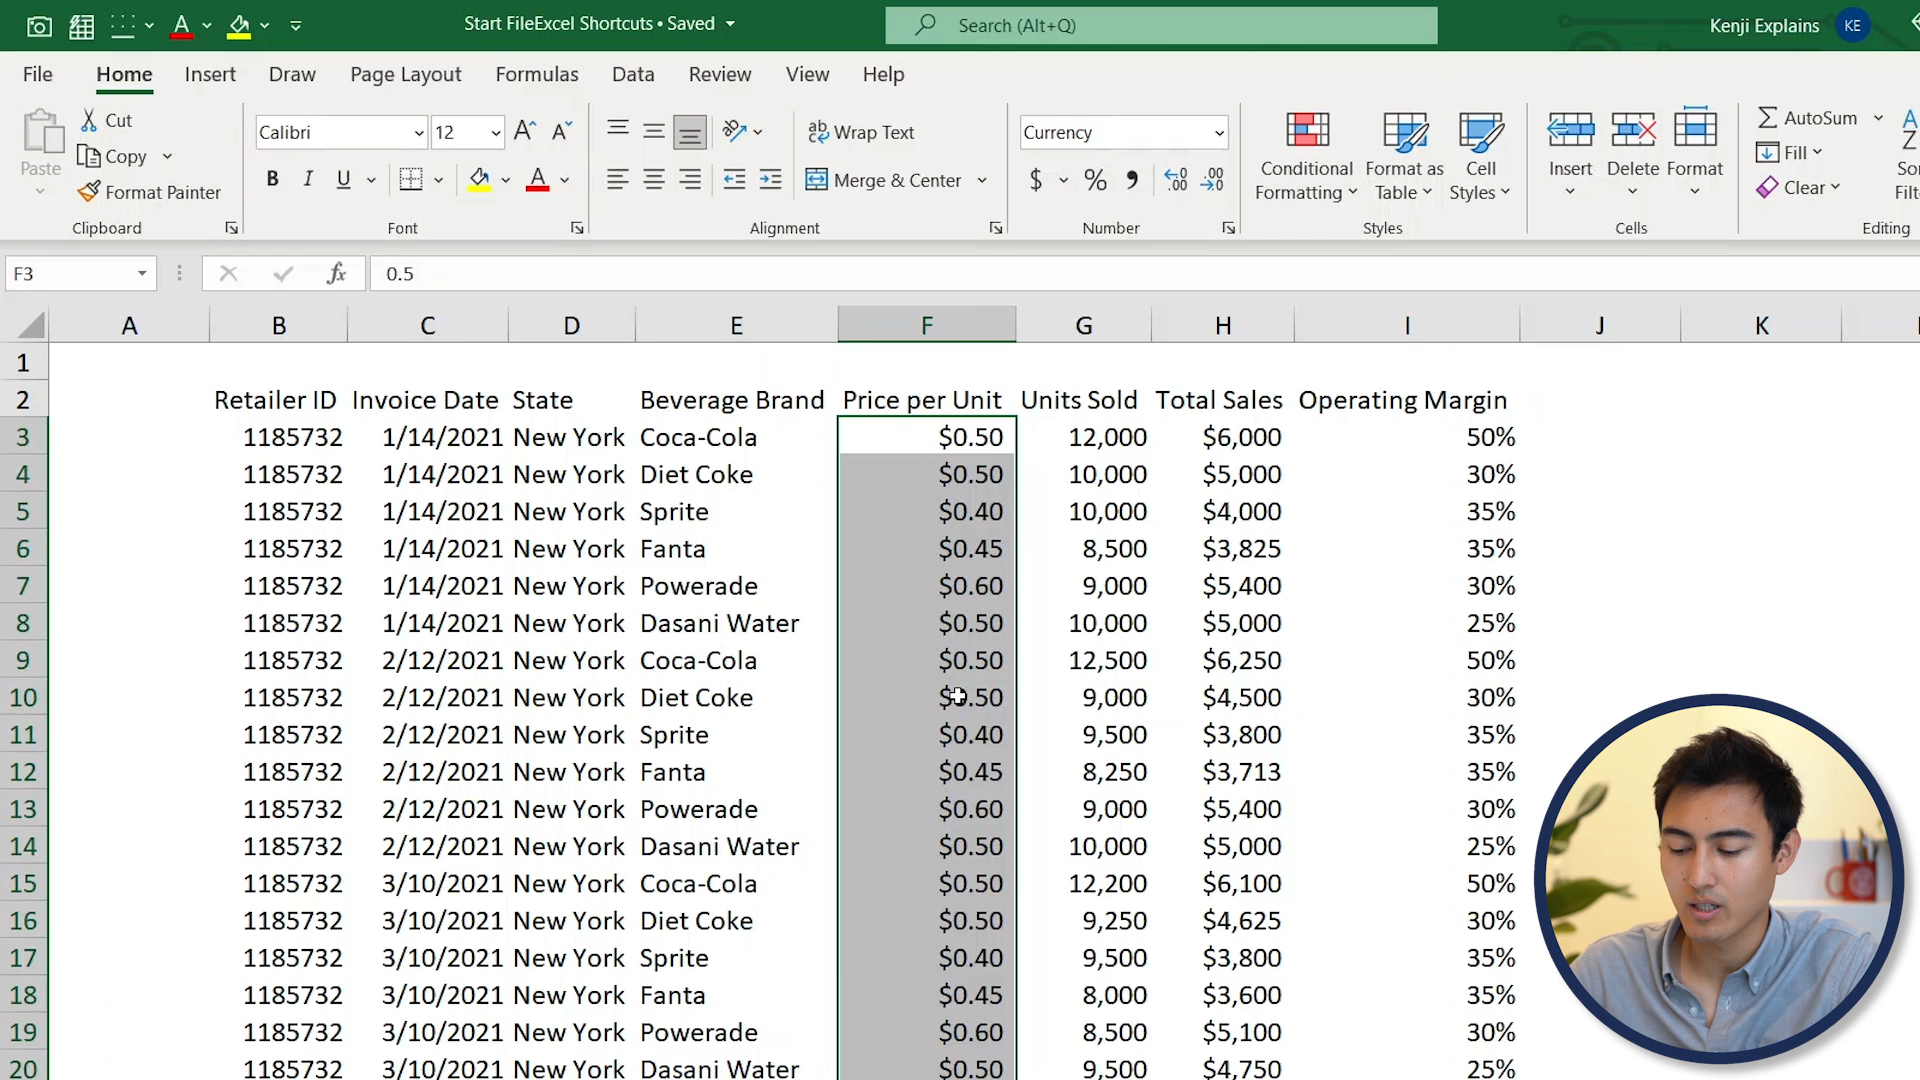 Start FileExcel Shortcuts • Saved
Search (Alt+Q)
Kenji Explains KE
File Home Insert Draw Page Layout Formulas Data Review View Help
Paste Cut
Copy
Format Painter
Clipboard
Calibri 12
B I U A
Font
Wrap Text
Merge & Center
Alignment
Currency
$ % 9 .00
Number
Conditional Formatting
Format as Table
Cell Styles
Styles
Insert Delete Format
Cells
AutoSum
Fill
Clear
Editing
F3 fx 0.5
A B C D E F G H I J K
1
2 Retailer ID Invoice Date State Beverage Brand Price per Unit Units Sold Total Sales Operating Margin
3 1185732 1/14/2021 New York Coca-Cola $0.50 12,000 $6,000 50%
4 1185732 1/14/2021 New York Diet Coke $0.50 10,000 $5,000 30%
5 1185732 1/14/2021 New York Sprite $0.40 10,000 $4,000 35%
6 1185732 1/14/2021 New York Fanta $0.45 8,500 $3,825 35%
7 1185732 1/14/2021 New York Powerade $0.60 9,000 $5,400 30%
8 1185732 1/14/2021 New York Dasani Water $0.50 10,000 $5,000 25%
9 1185732 2/12/2021 New York Coca-Cola $0.50 12,500 $6,250 50%
10 1185732 2/12/2021 New York Diet Coke $0.50 9,000 $4,500 30%
11 1185732 2/12/2021 New York Sprite $0.40 9,500 $3,800 35%
12 1185732 2/12/2021 New York Fanta $0.45 8,250 $3,713 35%
13 1185732 2/12/2021 New York Powerade $0.60 9,000 $5,400 30%
14 1185732 2/12/2021 New York Dasani Water $0.50 10,000 $5,000 25%
15 1185732 3/10/2021 New York Coca-Cola $0.50 12,200 $6,100 50%
16 1185732 3/10/2021 New York Diet Coke $0.50 9,250 $4,625 30%
17 1185732 3/10/2021 New York Sprite $0.40 9,500 $3,800 35%
18 1185732 3/10/2021 New York Fanta $0.45 8,000 $3,600 35%
19 1185732 3/10/2021 New York Powerade $0.60 8,500 $5,100 30%
20 1185732 3/10/2021 New York Dasani Water $0.50 9,500 $4,750 25%